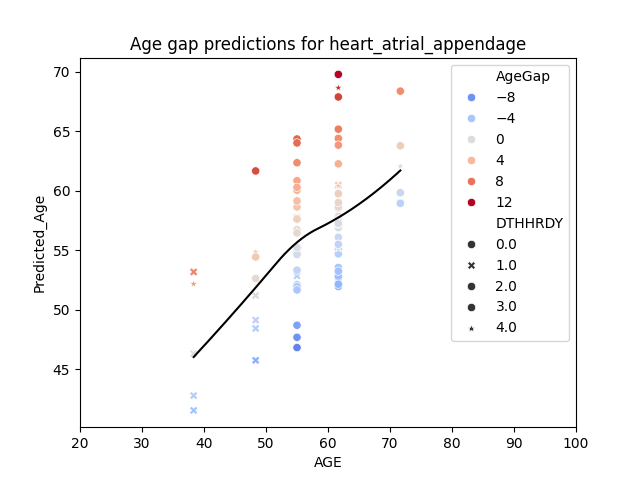 Age gap predictions for heart_atrial_appendage
Predicted_Age
70
65
60
55
50
45
20 30 40 50 60 70 80 90 100
AGE
AgeGap
−8
−4
0
4
8
12
DTHHRDY
0.0
1.0
2.0
3.0
4.0